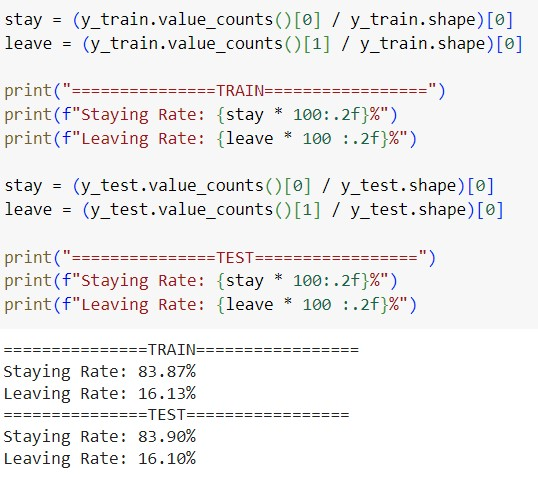 stay = (y_train.value_counts()[0] / y_train.shape)[0]
leave = (y_train.value_counts()[1] / y_train.shape)[0]
print("===============TRAIN=================")
print(f"Staying Rate: {stay * 100:.2f}%")
print(f"Leaving Rate: {leave * 100 :.2f}%")
stay = (y_test.value_counts()[0] / y_test.shape)[0]
leave = (y_test.value_counts()[1] / y_test.shape)[0]
print("===============TEST=================")
print(f"Staying Rate: {stay * 100:.2f}%")
print(f"Leaving Rate: {leave * 100 :.2f}%")
===============TRAIN=================
Staying Rate: 83.87%
Leaving Rate: 16.13%
===============TEST=================
Staying Rate: 83.90%
Leaving Rate: 16.10%